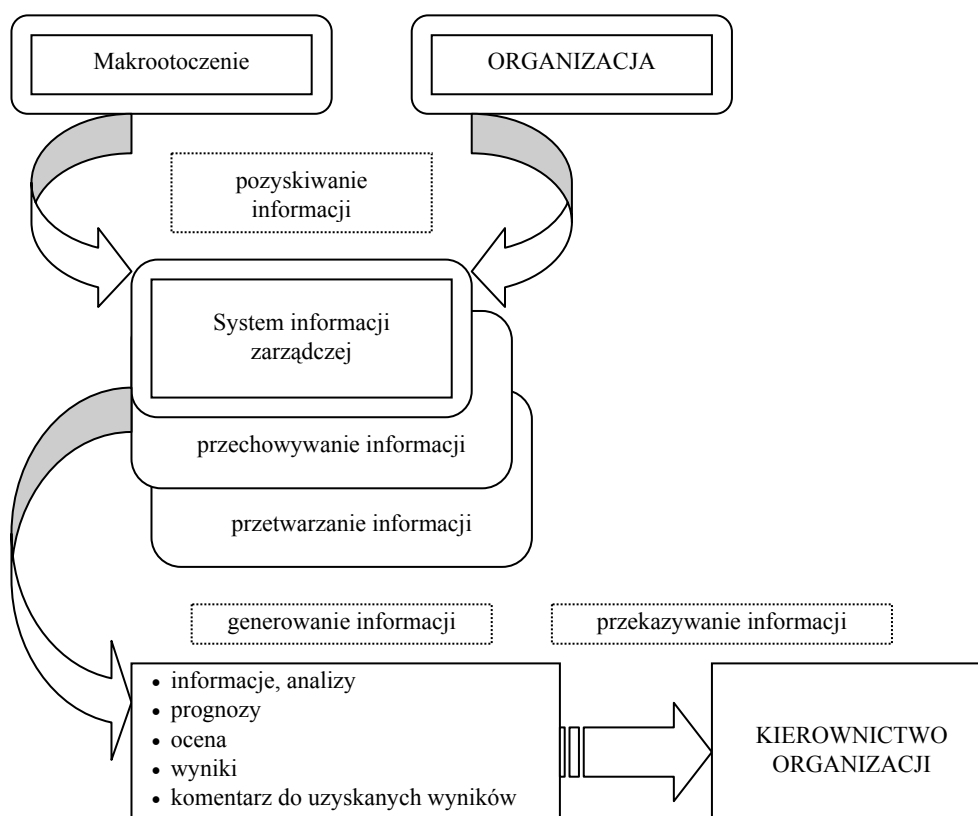 Makrootoczenie
ORGANIZACJA
pozyskiwanie
informacji
System informacji
zarządczej
przechowywanie informacji
przetwarzanie informacji
generowanie informacji
przekazywanie informacji
• informacje, analizy
• prognozy
• ocena
• wyniki
• komentarz do uzyskanych wyników
KIEROWNICTWO
ORGANIZACJI